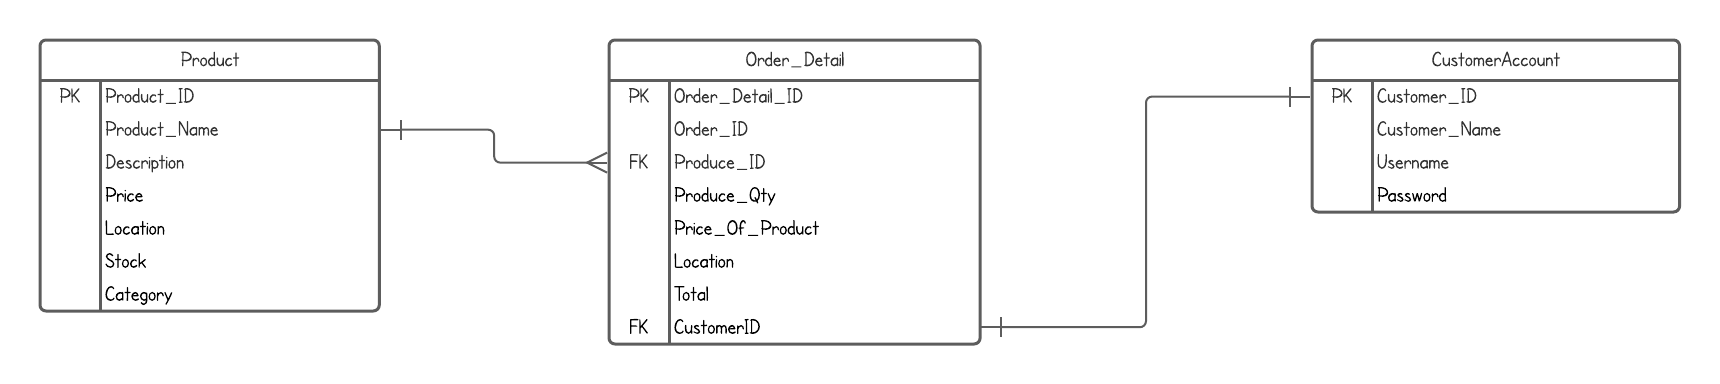 Product
PK Product_ID
Product_Name
Description
Price
Location
Stock
Category
Order_Detail
PK Order_Detail_ID
Order_ID
FK Produce_ID
Produce_Qty
Price_Of_Product
Location
Total
FK CustomerID
CustomerAccount
PK Customer_ID
Customer_Name
Username
Password